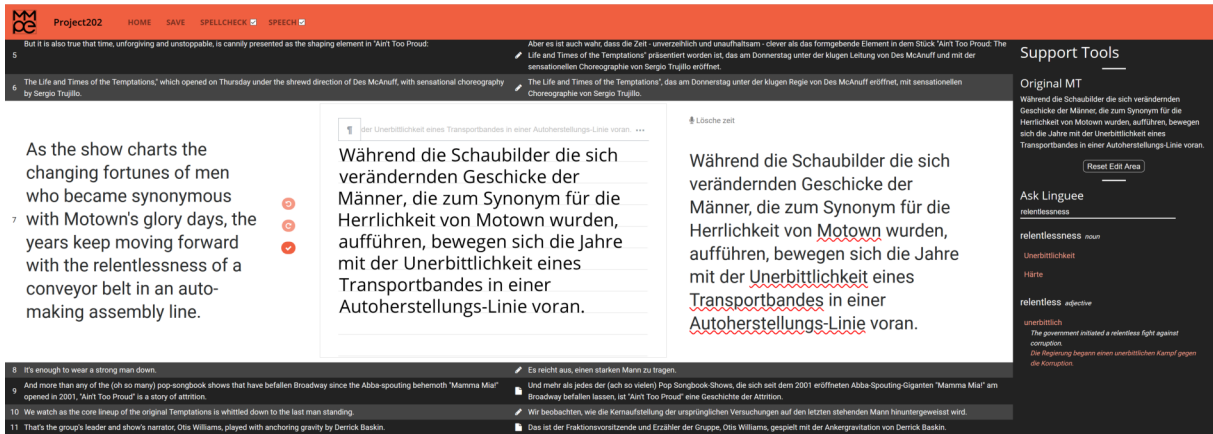 MMPE
Project202 HOME SAVE SPELLCHECK SPEECH
But it is also true that time, unforgiving and unstoppable, is cannily presented as the shaping element in "Ain't Too Proud:
5
Aber es ist auch wahr, dass die Zeit - unverzeihlich und unaufhaltsam - clever als das formgebende Element in dem Stück "Ain't Too Proud: The
Life and Times of the Temptations" präsentiert worden ist, das am Donnerstag unter der klugen Leitung von Des McAnuff und mit der
sensationellen Choreographie von Sergio Trujillo eröffnet.
6
The Life and Times of the Temptations," which opened on Thursday under the shrewd direction of Des McAnuff, with sensational choreography
by Sergio Trujillo.
The Life and Times of the Temptations", das am Donnerstag unter der klugen Regie von Des McAnuff eröffnet, mit sensationellen
Choreographie von Sergio Trujillo.
7
As the show charts the
changing fortunes of men
who became synonymous
with Motown's glory days, the
years keep moving forward
with the relentlessness of a
conveyor belt in an auto-
making assembly line.
¶ der Unerbittlichkeit eines Transportbandes in einer Autoherstellungs-Linie voran. •••
Während die Schaubilder die sich
verändernden Geschicke der
Männer, die zum Synonym für die
Herrlichkeit von Motown wurden,
aufführen, bewegen sich die Jahre
mit der Unerbittlichkeit eines
Transportbandes in einer
Autoherstellungs-Linie voran.
Lösche zeit
Während die Schaubilder die sich
verändernden Geschicke der
Männer, die zum Synonym für die
Herrlichkeit von Motown wurden,
aufführen, bewegen sich die Jahre
mit der Unerbittlichkeit eines
Transportbandes in einer
Autoherstellungs-Linie voran.
8 It's enough to wear a strong man down.
Es reicht aus, einen starken Mann zu tragen.
9
And more than any of the (oh so many) pop-songbook shows that have befallen Broadway since the Abba-spouting behemoth "Mamma Mia!"
opened in 2001, "Ain't Too Proud" is a story of attrition.
Und mehr als jedes der (ach so vielen) Pop Songbook-Shows, die sich seit dem 2001 eröffneten Abba-Spouting-Giganten "Mamma Mia!" am
Broadway befallen lassen, ist "Ain't Too Proud" eine Geschichte der Attrition.
10 We watch as the core lineup of the original Temptations is whittled down to the last man standing.
Wir beobachten, wie die Kernaufstellung der ursprünglichen Versuchungen auf den letzten stehenden Mann hinuntergeweisst wird.
11 That's the group's leader and show's narrator, Otis Williams, played with anchoring gravity by Derrick Baskin.
Das ist der Fraktionsvorsitzende und Erzähler der Gruppe, Otis Williams, gespielt mit der Ankergravitation von Derrick Baskin.
Support Tools
Original MT
Während die Schaubilder die sich verändernden
Geschicke der Männer, die zum Synonym für die
Herrlichkeit von Motown wurden, aufführen, bewegen
sich die Jahre mit der Unerbittlichkeit eines
Transportbandes in einer Autoherstellungs-Linie voran.
Reset Edit Area
Ask Linguee
relentlessness
relentlessness noun
Unerbittlichkeit
Härte
relentless adjective
unerbittlich
The government initiated a relentless fight against
corruption.
Die Regierung begann einen unerbittlichen Kampf gegen
die Korruption.